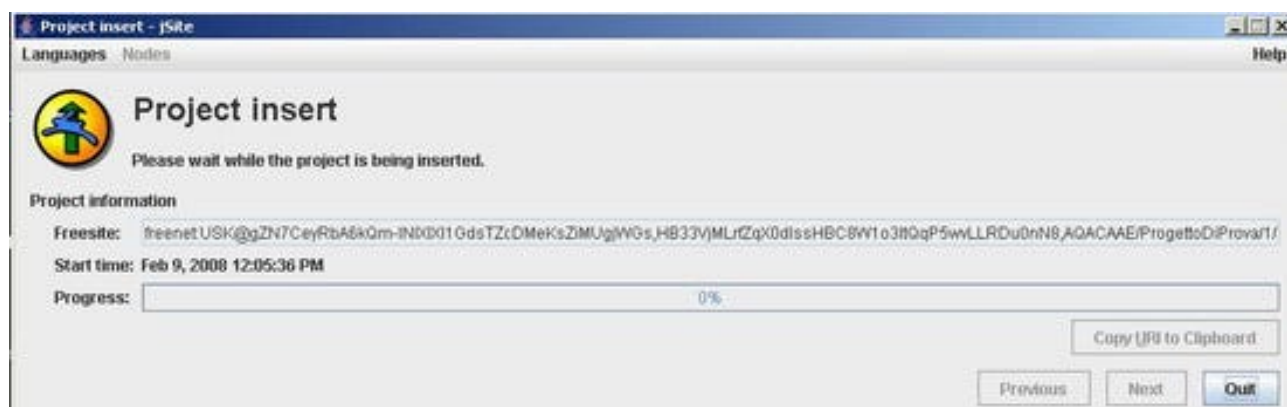 Project insert - jSite
Languages Nodes Help
Project insert
Please wait while the project is being inserted.
Project information
Freesite:
Start time: Feb 9, 2008 12:05:36 PM
Progress: 0%
Copy URI to Clipboard
Previous Next Quit